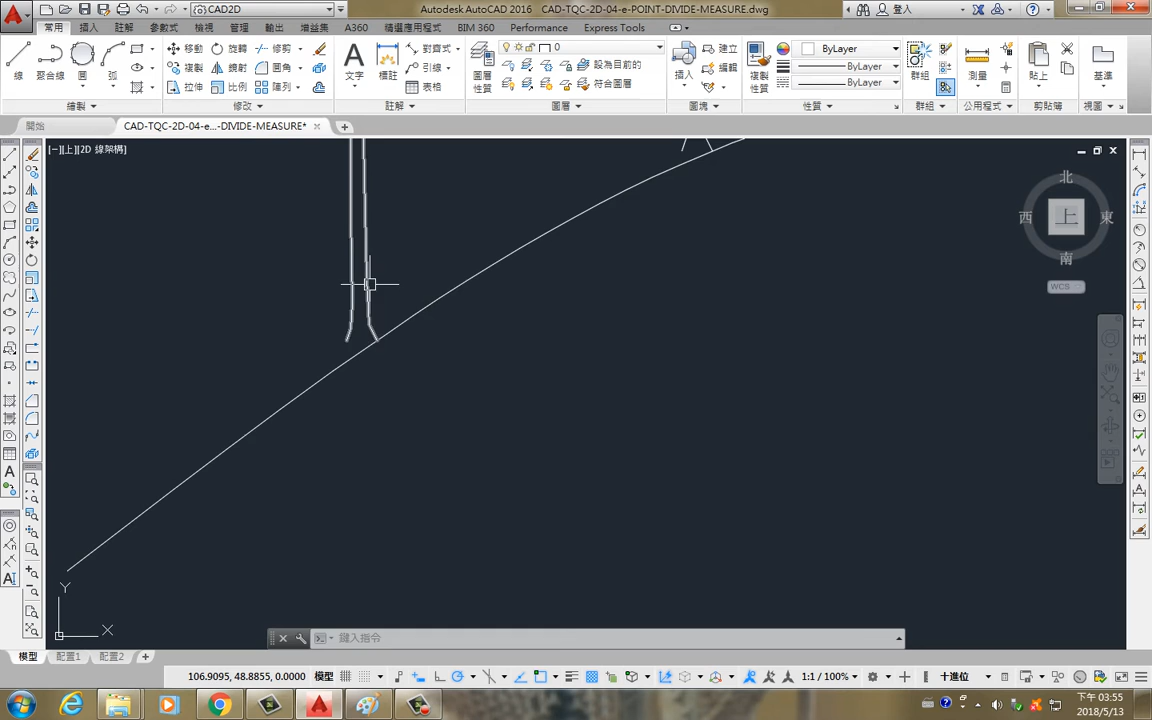 CAD2D
Autodesk AutoCAD 2016 CAD-TQC-2D-04-e-POINT-DIVIDE-MEASURE.dwg
登入
常用 插入 註解 參數式 檢視 管理 輸出 增益集 A360 精選應用程式 BIM 360 Performance Express Tools
線 聚合線 圓 弧
移動 旋轉 修剪
複製 鏡射 圓角
拉伸 比例 陣列
文字 標註
對齊式
引線
表格
圖層性質
0
設為目前的
符合圖層
插入
建立
編輯
複製性質
ByLayer
ByLayer
ByLayer
群組
測量
貼上
基準
繪製 修改 註解 圖層 圖塊 性質 群組 公用程式 剪貼簿 視圖
開始 CAD-TQC-2D-04-e...-DIVIDE-MEASURE*
[−][上][2D 線架構]
北
西 上 東
南
WCS
Y
X
鍵入指令
模型 配置1 配置2
106.9095, 48.8855, 0.0000 模型 1:1 / 100% 十進位
下午 03:55
2018/5/13